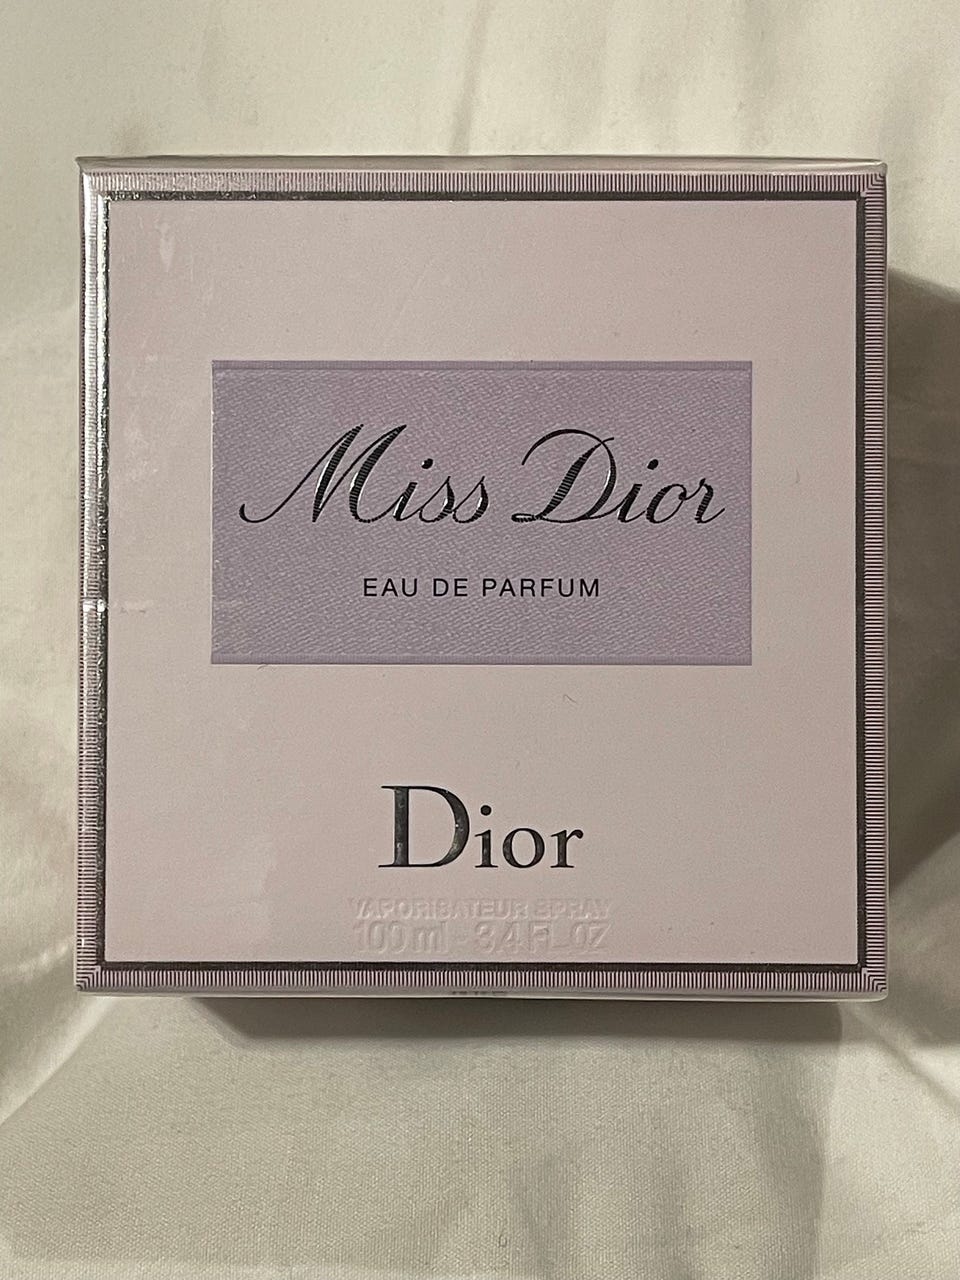 Miss Dior
EAU DE PARFUM
Dior
VAPORISATEUR SPRAY
100 ml - 3.4 FL. OZ